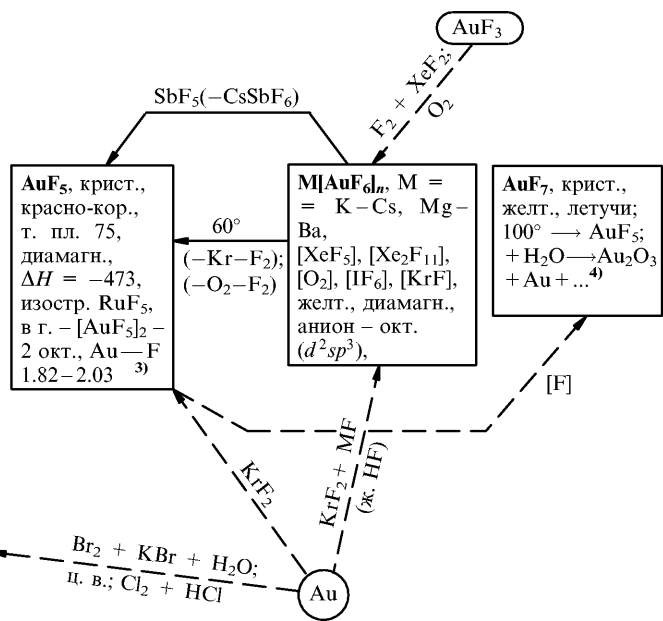 AuF₃
SbF₅(−CsSbF₆)
F₂ + XeF₂;
O₂
AuF₅, крист.,
красно-кор.,
т. пл. 75,
диамагн.,
ΔH = −473,
изостр. RuF₅,
в г. – [AuF₅]₂ –
2 окт., Au — F
1.82–2.03 ³⁾
60°
(−Kr–F₂);
(−O₂–F₂)
M[AuF₆]ₙ, M =
= K–Cs, Mg–
Ba,
[XeF₅], [Xe₂F₁₁],
[O₂], [IF₆], [KrF],
желт., диамагн.,
анион – окт.
(d²sp³),
AuF₇, крист.,
желт., летучи;
100° → AuF₅;
+ H₂O → Au₂O₃
+ Au + ...⁴⁾
[F]
KrF₂
KrF₂ + MF
(ж. HF)
Br₂ + KBr + H₂O;
ц. в.; Cl₂ + HCl
Au